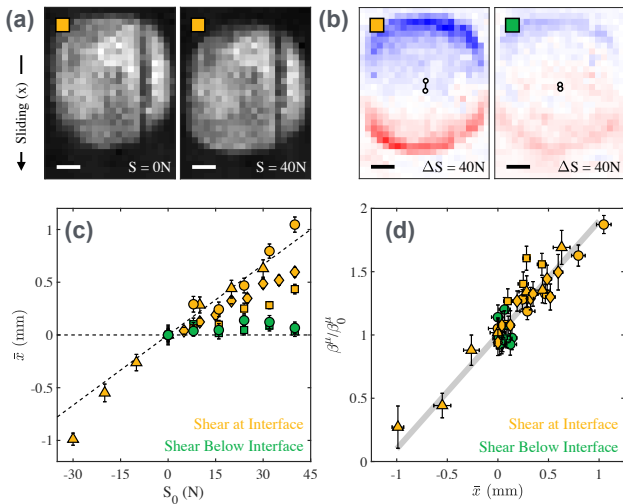 (a)
Sliding (x)
S = 0N
S = 40N
(b)
ΔS = 40N
ΔS = 40N
(c)
1
0.5
0
-0.5
-1
x̄ (mm)
-30 -15 0 15 30 45
S₀ (N)
Shear at Interface
Shear Below Interface
(d)
2
1.5
1
0.5
0
βᵘ/β₀ᵘ
-1 -0.5 0 0.5 1
x̄ (mm)
Shear at Interface
Shear Below Interface